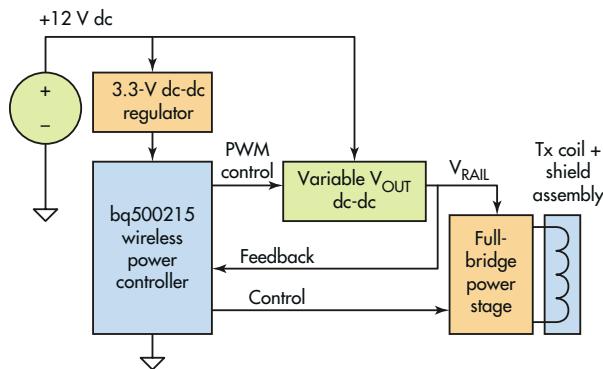 +12 V dc
+
−
3.3-V dc-dc
regulator
bq500215
wireless
power
controller
PWM
control
Variable VOUT
dc-dc
VRAIL
Feedback
Control
Full-
bridge
power
stage
Tx coil +
shield
assembly